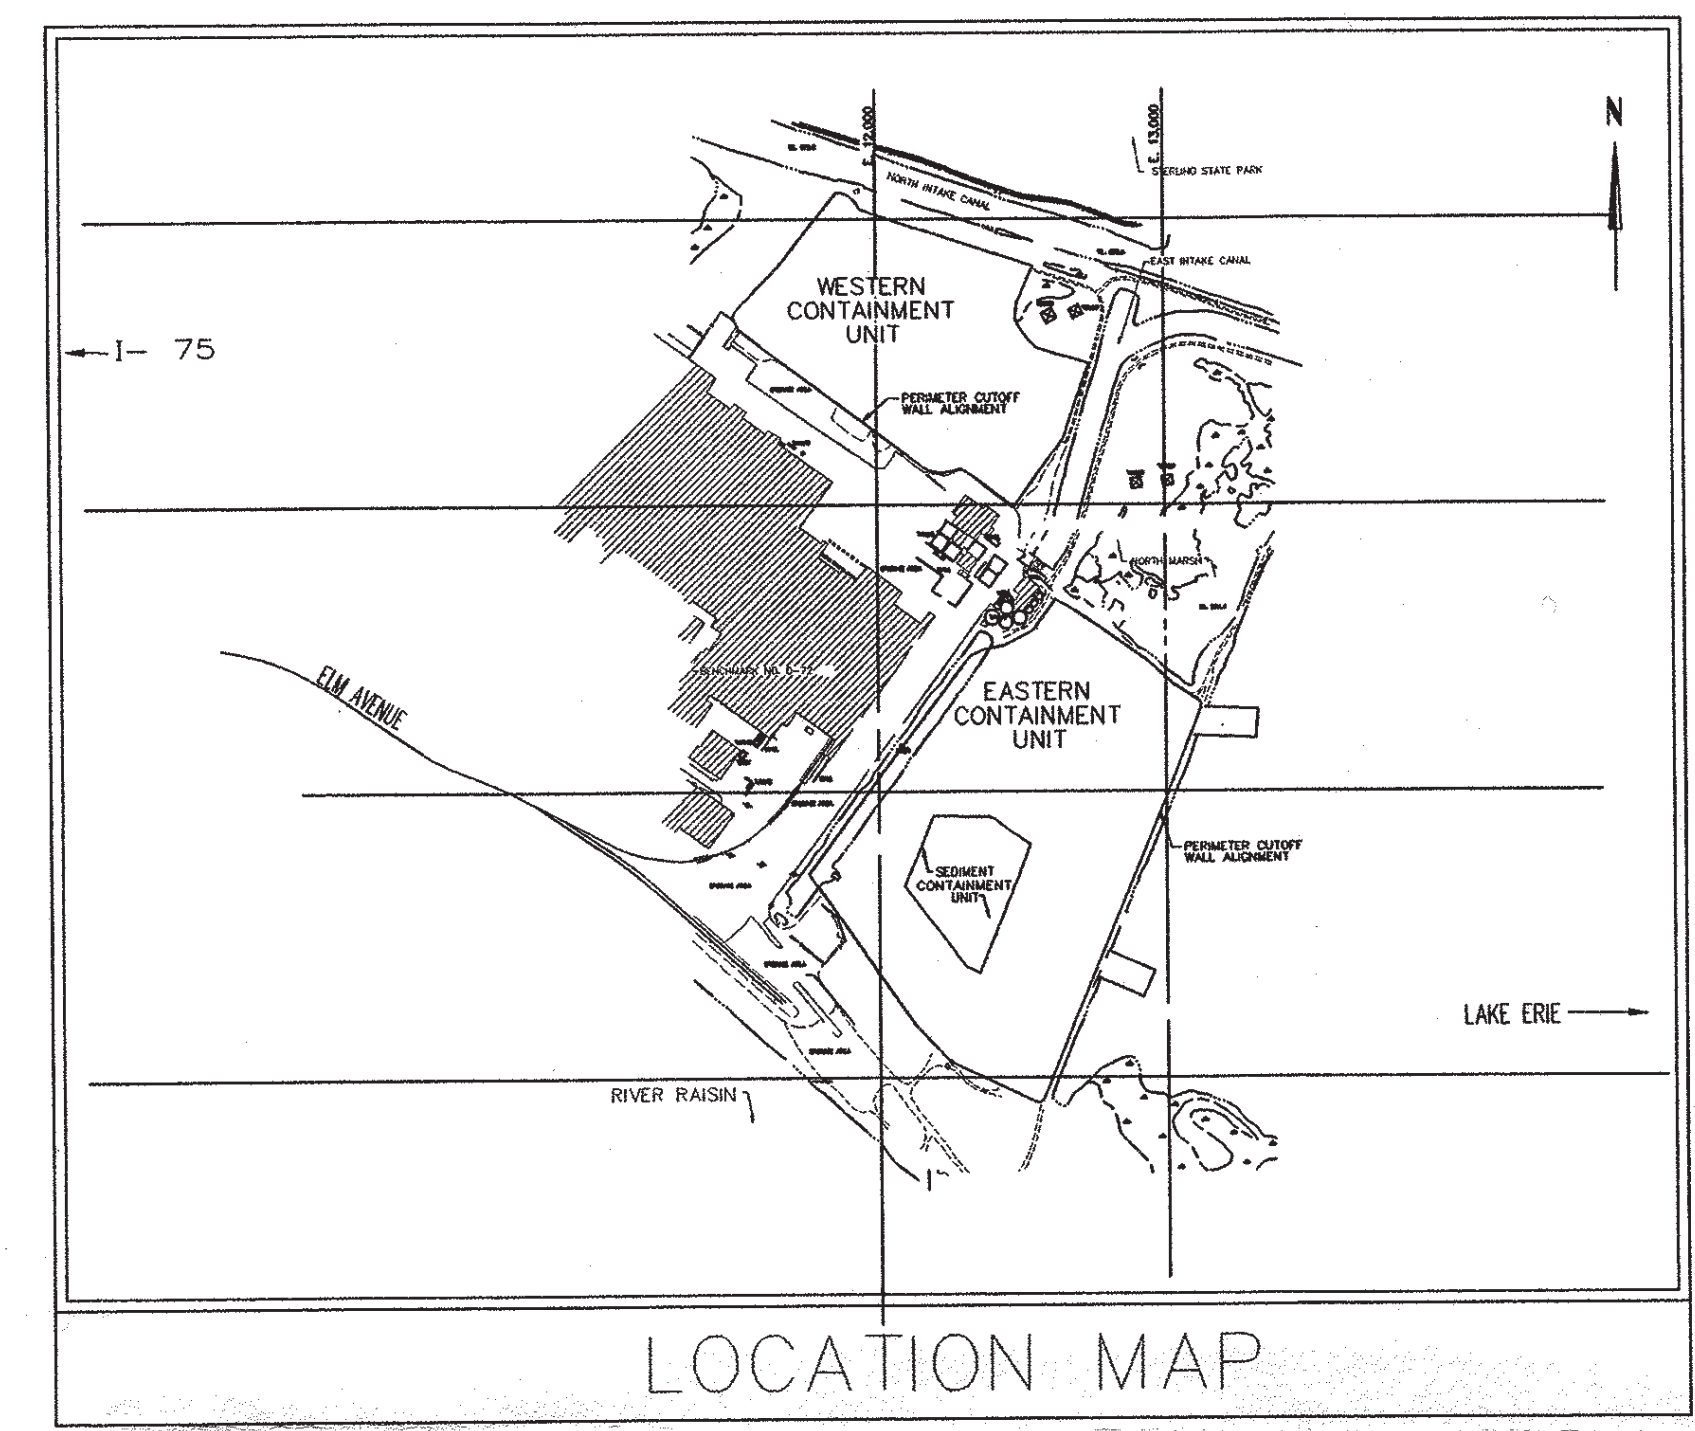 N
E. 12,000
E. 13,000
STERLING STATE PARK
NORTH INTAKE CANAL
EAST INTAKE CANAL
WESTERN
CONTAINMENT
UNIT
I- 75
PERIMETER CUTOFF
WALL ALIGNMENT
NORTH MARSH
BENCHMARK NO.
ELM AVENUE
EASTERN
CONTAINMENT
UNIT
PERIMETER CUTOFF
WALL ALIGNMENT
SEDIMENT
CONTAINMENT
UNIT
LAKE ERIE
RIVER RAISIN
LOCATION MAP